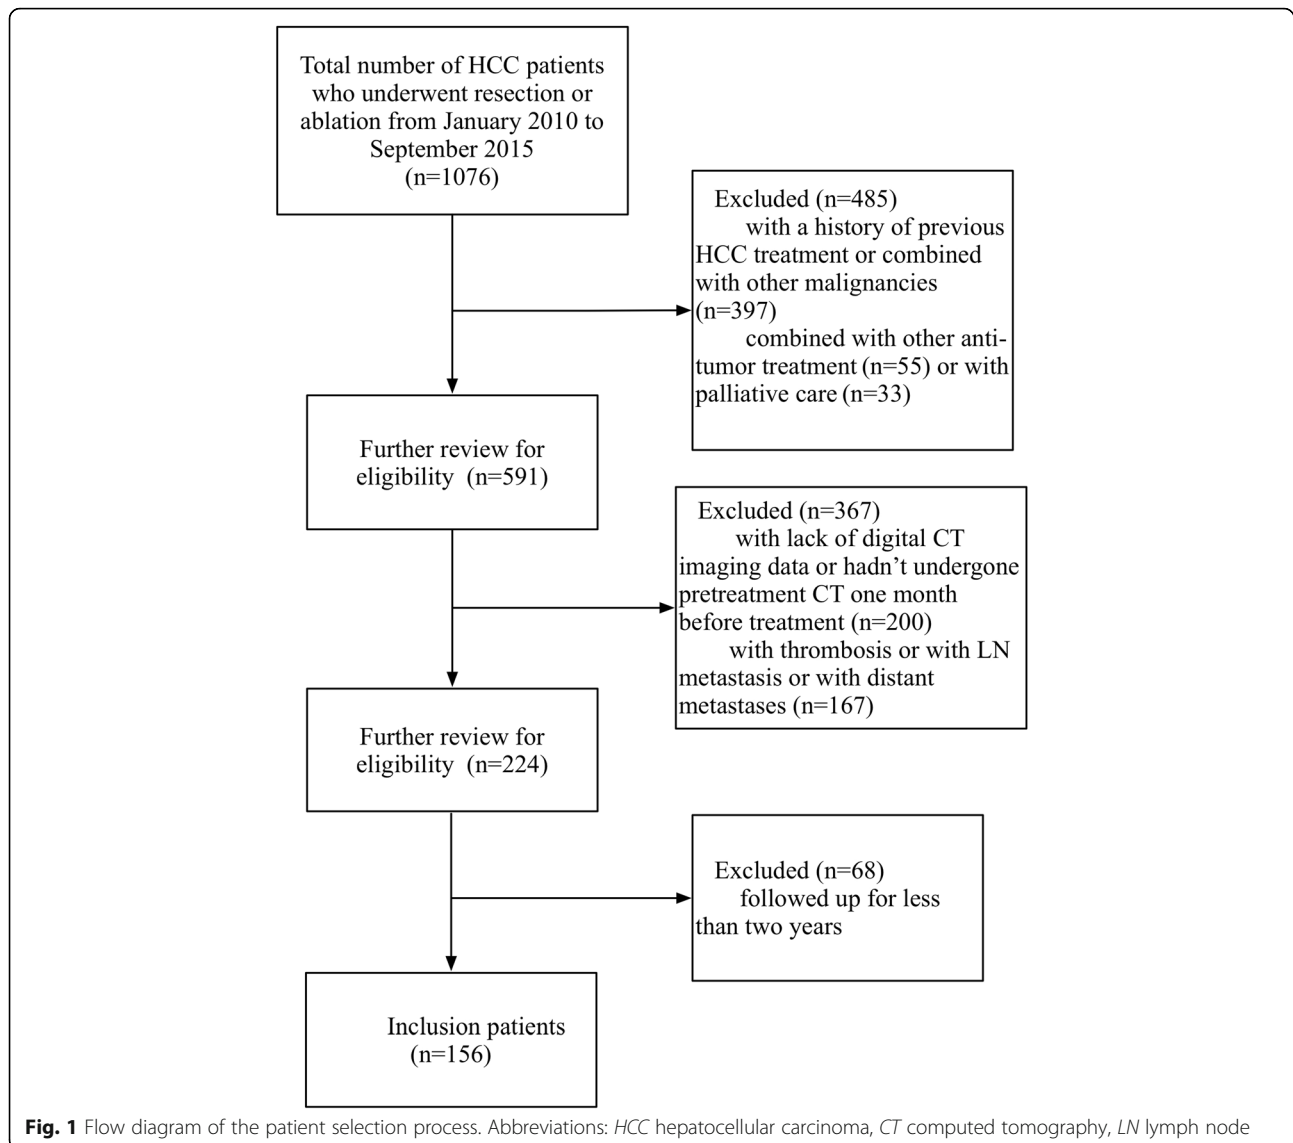 Total number of HCC patients
who underwent resection or
ablation from January 2010 to
September 2015
(n=1076)
Excluded (n=485)
with a history of previous
HCC treatment or combined
with other malignancies
(n=397)
combined with other anti-
tumor treatment (n=55) or with
palliative care (n=33)
Further review for
eligibility (n=591)
Excluded (n=367)
with lack of digital CT
imaging data or hadn’t undergone
pretreatment CT one month
before treatment (n=200)
with thrombosis or with LN
metastasis or with distant
metastases (n=167)
Further review for
eligibility (n=224)
Excluded (n=68)
followed up for less
than two years
Inclusion patients
(n=156)
Fig. 1 Flow diagram of the patient selection process. Abbreviations: HCC hepatocellular carcinoma, CT computed tomography, LN lymph node